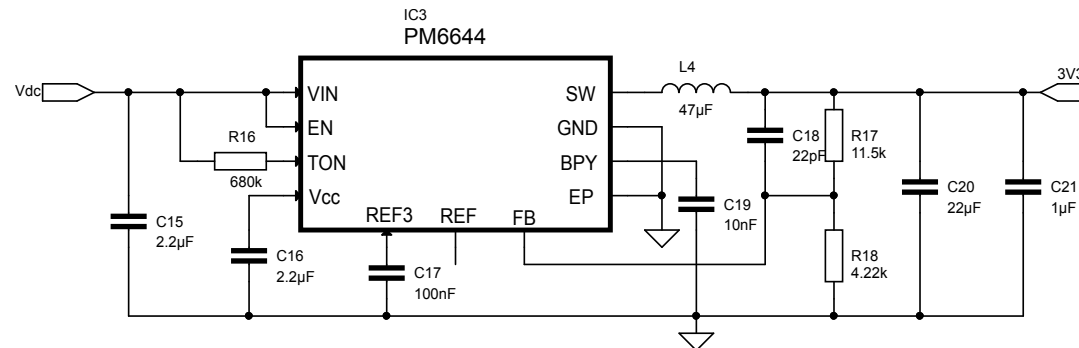 IC3
PM6644
Vdc
VIN
EN
TON
Vcc
REF3
REF
FB
SW
GND
BPY
EP
R16
680k
C15
2.2µF
C16
2.2µF
C17
100nF
L4
47µF
C18
22pF
R17
11.5k
C19
10nF
R18
4.22k
C20
22µF
C21
1µF
3V3